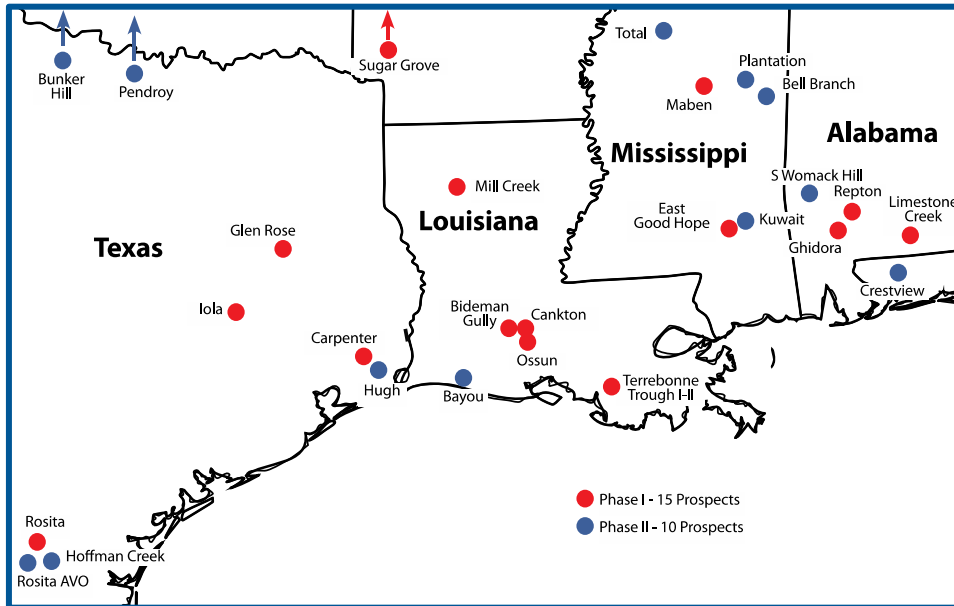 Total
Bunker
Hill
Pendroy
Sugar Grove
Plantation
Bell Branch
Maben
Alabama
Mississippi
S Womack Hill
Repton
Limestone
Creek
Mill Creek
East
Good Hope
Kuwait
Ghidora
Louisiana
Texas
Glen Rose
Crestview
Iola
Bideman
Gully
Cankton
Ossun
Carpenter
Hugh
Bayou
Terrebonne
Trough I-II
Phase I - 15 Prospects
Phase II - 10 Prospects
Rosita
Hoffman Creek
Rosita AVO